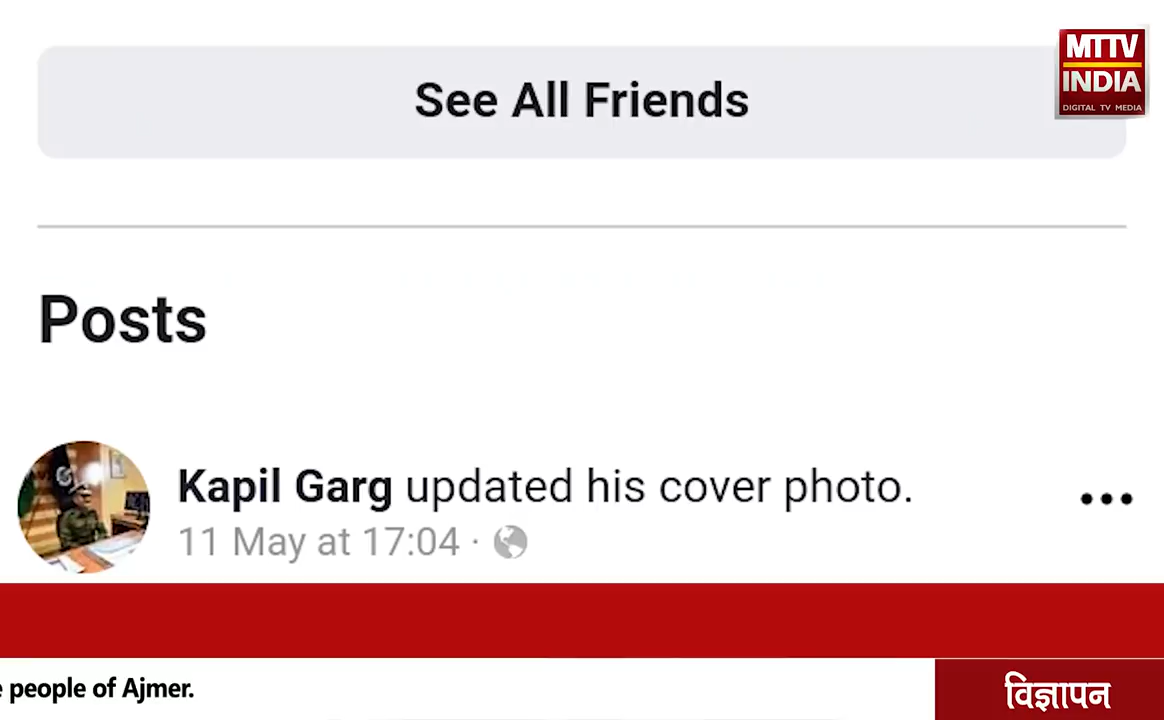 MTTV
INDIA
DIGITAL TV MEDIA
See All Friends
Posts
Kapil Garg updated his cover photo.
11 May at 17:04 ·
people of Ajmer.
विज्ञापन